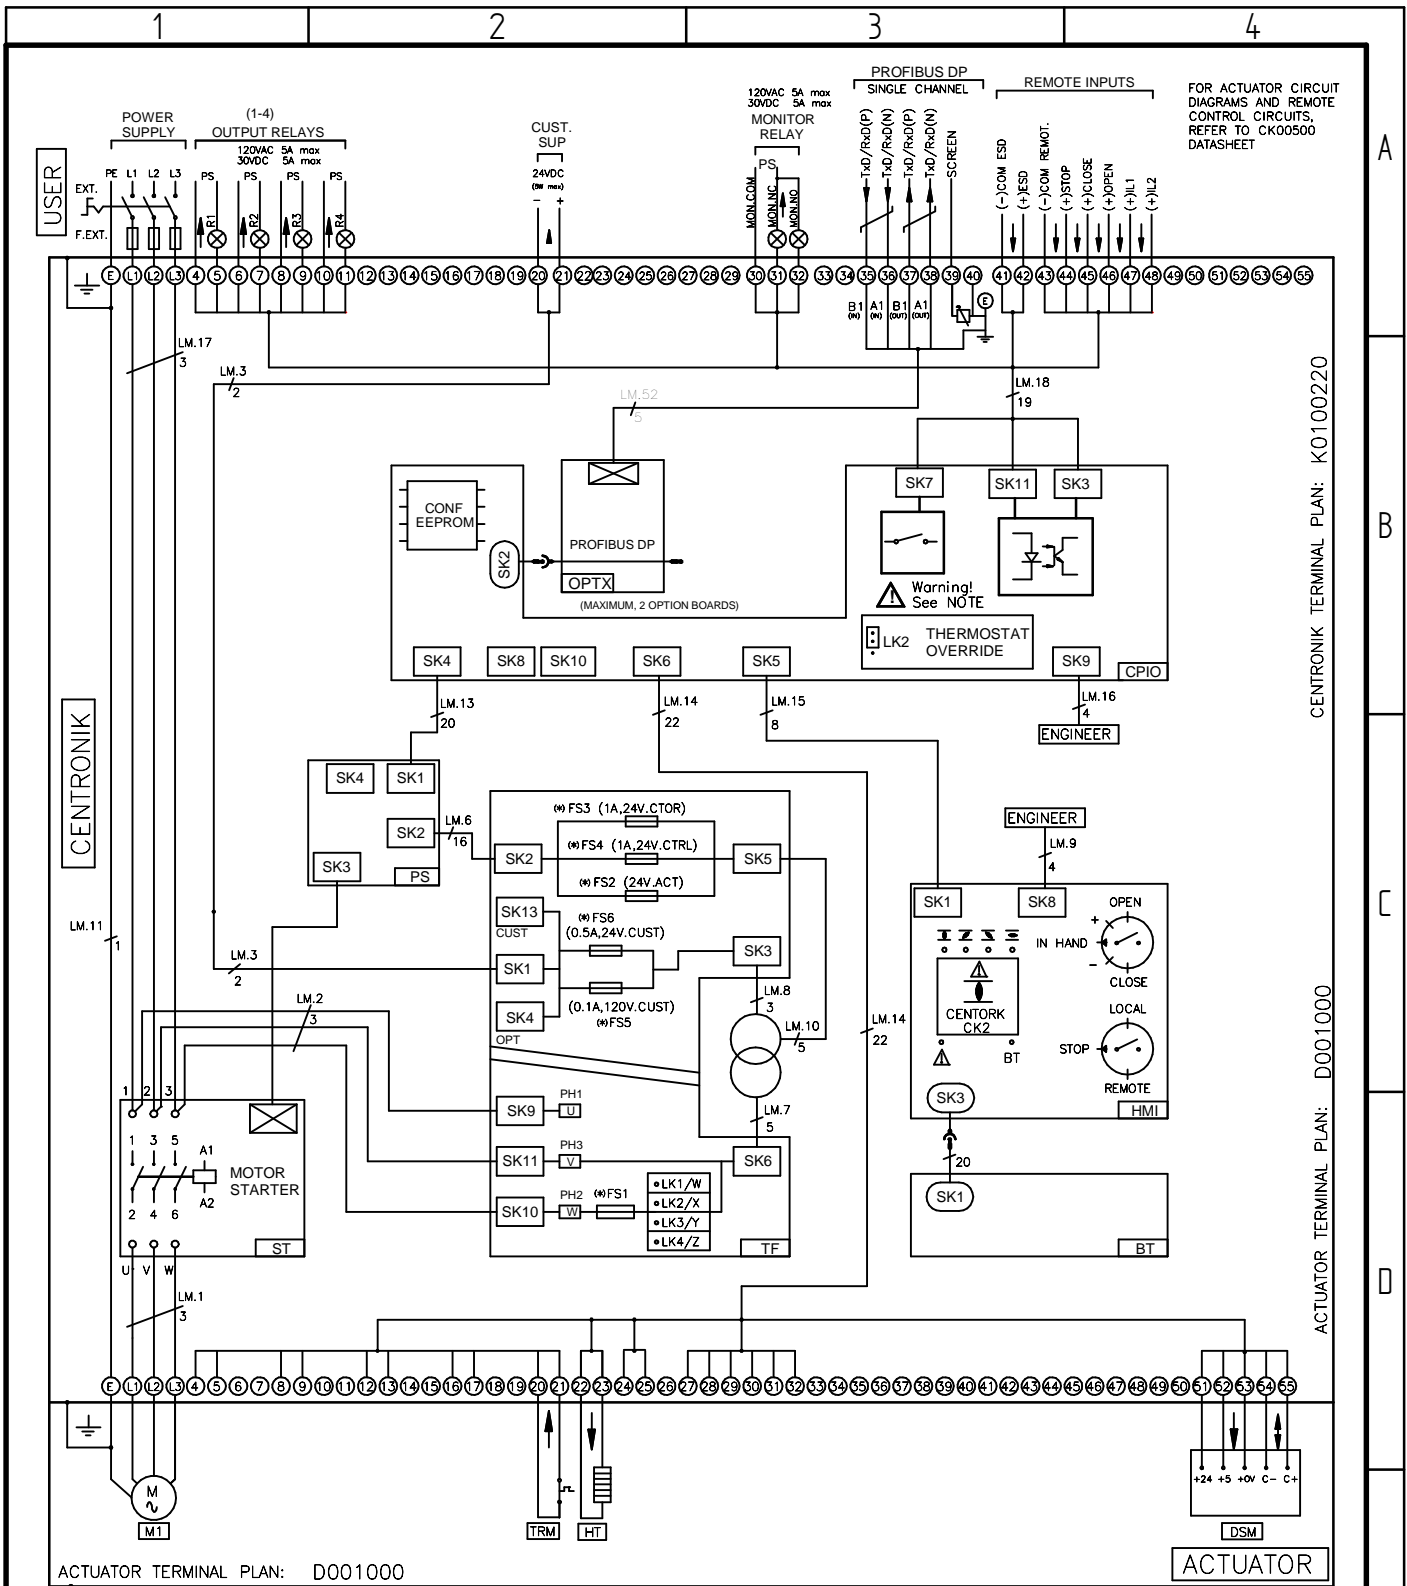 1 2 3 4
A
B
C
D
POWER
SUPPLY
(1-4)
OUTPUT RELAYS
120VAC 5A max
30VDC 5A max
CUST.
SUP
24VDC
(5W max)
- +
120VAC 5A max
30VDC 5A max
MONITOR
RELAY
PS
PROFIBUS DP
SINGLE CHANNEL
REMOTE INPUTS
FOR ACTUATOR CIRCUIT
DIAGRAMS AND REMOTE
CONTROL CIRCUITS,
REFER TO CK00500
DATASHEET
USER
PE L1 L2 L3
EXT.
F.EXT.
PS PS PS PS
R1 R2 R3 R4
MON.COM
MON.NC
MON.NO
TxD/RxD(P)
TxD/RxD(N)
TxD/RxD(P)
TxD/RxD(N)
SCREEN
(-)COM ESD
(+)ESD
(-)COM REMOT.
(+)STOP
(+)CLOSE
(+)OPEN
(+)IL1
(+)IL2
E L1 L2 L3 4 5 6 7 8 9 10 11 12 13 14 15 16 17 18 19 20 21 22 23 24 25 26 27 28 29 30 31 32 33 34 35 36 37 38 39 40 41 42 43 44 45 46 47 48 49 50 51 52 53 54 55
B1 A1 B1 A1
(IN) (IN) (OUT) (OUT)
E
LM.17
3
LM.3
2
LM.52
5
LM.18
19
CENTRONIK TERMINAL PLAN: K0100220
CONF
EEPROM
SK2
PROFIBUS DP
OPTX
(MAXIMUM, 2 OPTION BOARDS)
SK7 SK11 SK3
Warning!
See NOTE
LK2
THERMOSTAT
OVERRIDE
SK4 SK8 SK10 SK6 SK5 SK9
CPIO
LM.13
20
LM.14
22
LM.15
8
LM.16
4
ENGINEER
CENTRONIK
SK4 SK1
SK2
SK3
PS
LM.6
16
(*) FS3 (1A,24V.CTOR)
(*) FS4 (1A,24V.CTRL)
(*) FS2 (24V.ACT)
SK2 SK5
SK13
CUST
(*) FS6
(0.5A,24V.CUST)
SK1 SK3
SK4
OPT
(0.1A,120V.CUST)
(*) FS5
LM.11
1
LM.3
2
LM.2
3
LM.8
3
LM.10
5
LM.14
22
LM.7
5
ENGINEER
LM.9
4
SK1 SK8
OPEN
+
IN HAND
-
CLOSE
CENTORK
CK2
BT
LOCAL
STOP
REMOTE
SK3
HMI
20
SK1
BT
1 2 3
1 3 5
A1
A2
2 4 6
MOTOR
STARTER
ST
U V W
SK9 PH1 U
SK11 PH3 V
SK10 PH2 W (*) FS1
SK6
LK1/W
LK2/X
LK3/Y
LK4/Z
TF
LM.1
3
ACTUATOR TERMINAL PLAN: D001000
E L1 L2 L3 4 5 6 7 8 9 10 11 12 13 14 15 16 17 18 19 20 21 22 23 24 25 26 27 28 29 30 31 32 33 34 35 36 37 38 39 40 41 42 43 44 45 46 47 48 49 50 51 52 53 54 55
M
M1
TRM
HT
+24 +5 +0V C- C+
DSM
ACTUATOR TERMINAL PLAN: D001000
ACTUATOR